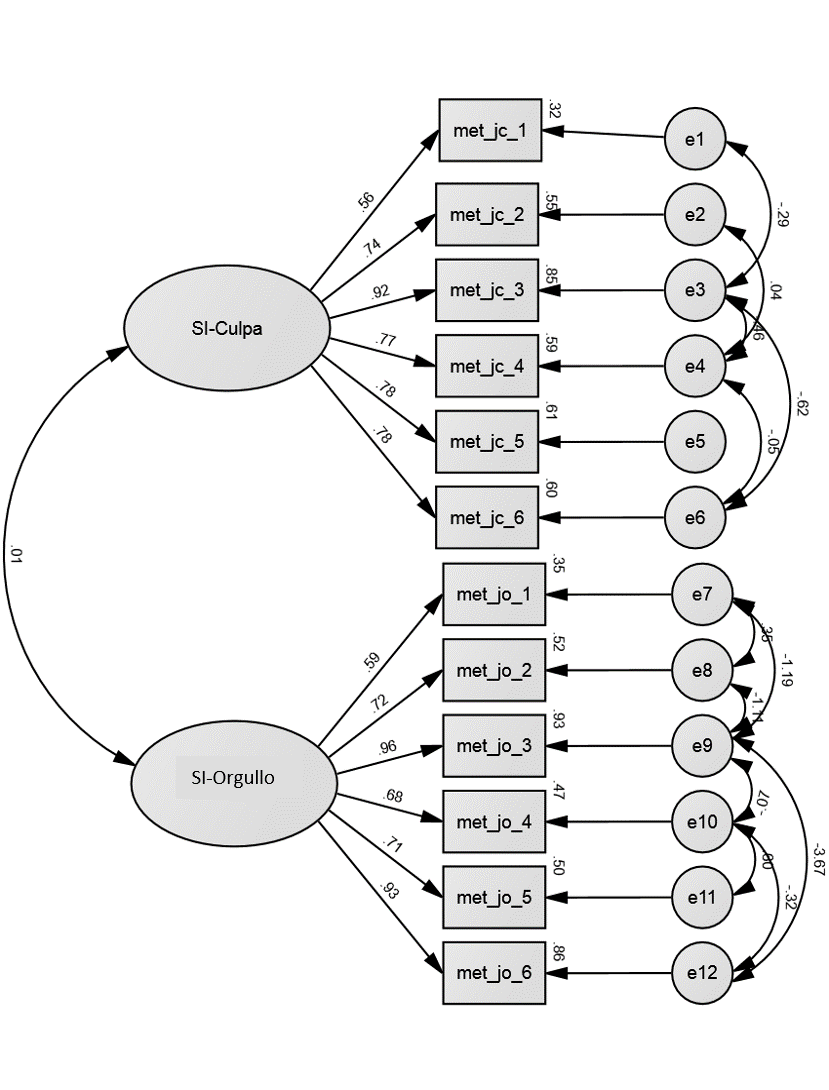 .32
met_jc_1
e1
.56
-.29
.55
met_jc_2
e2
.74
.04
.85
met_jc_3
e3
.92
SI-Culpa
.59
met_jc_4
e4
.77
.46
-.62
.61
met_jc_5
e5
.78
-.05
.60
met_jc_6
e6
.78
.01
.35
met_jo_1
e7
.59
.35
-1.19
.52
met_jo_2
e8
.72
.93
met_jo_3
e9
.96
SI-Orgullo
.47
met_jo_4
e10
.68
-.07
-3.67
.50
met_jo_5
e11
.71
-.32
.86
met_jo_6
e12
.93